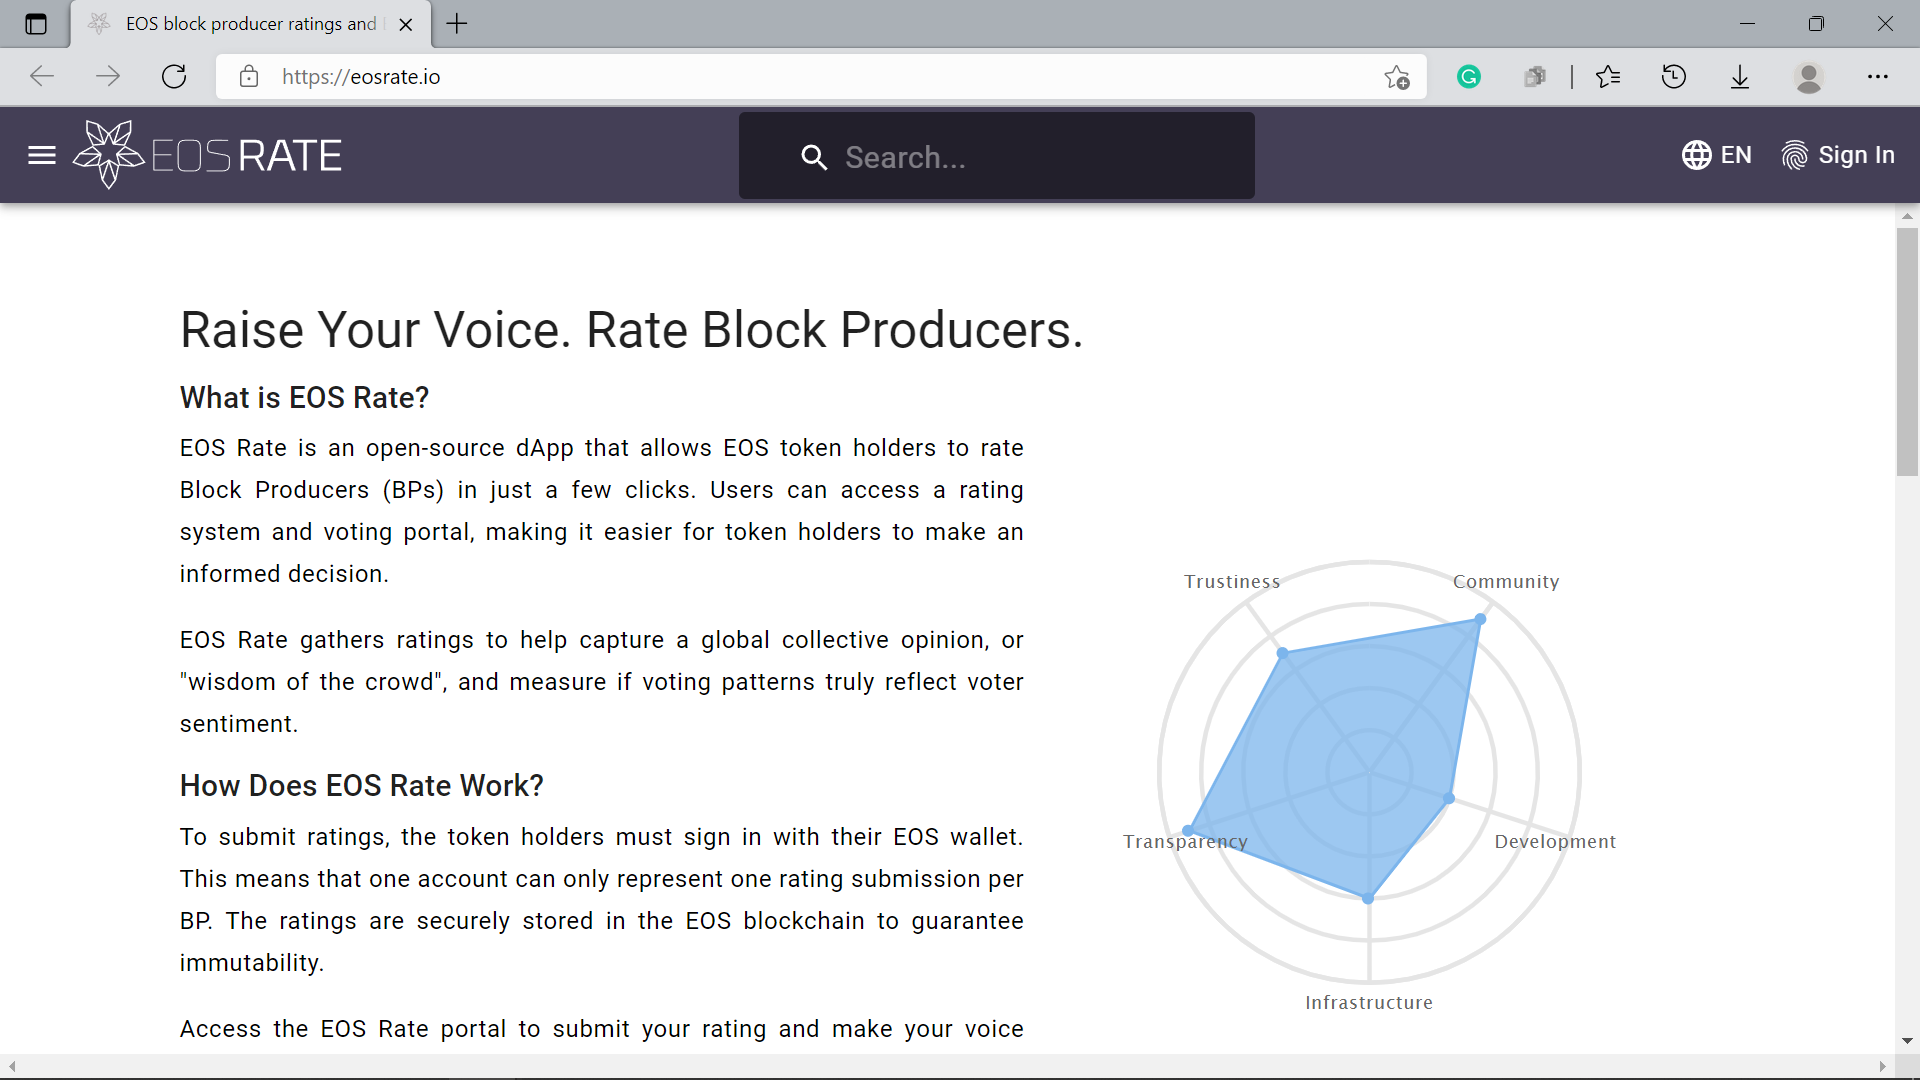 EOS block producer ratings and
https://eosrate.io
EOS RATE
Search...
EN
Sign In
Raise Your Voice. Rate Block Producers.
What is EOS Rate?
EOS Rate is an open-source dApp that allows EOS token holders to rate
Block Producers (BPs) in just a few clicks. Users can access a rating
system and voting portal, making it easier for token holders to make an
informed decision.
EOS Rate gathers ratings to help capture a global collective opinion, or
"wisdom of the crowd", and measure if voting patterns truly reflect voter
sentiment.
How Does EOS Rate Work?
To submit ratings, the token holders must sign in with their EOS wallet.
This means that one account can only represent one rating submission per
BP. The ratings are securely stored in the EOS blockchain to guarantee
immutability.
Access the EOS Rate portal to submit your rating and make your voice
Trustiness
Community
Transparency
Development
Infrastructure